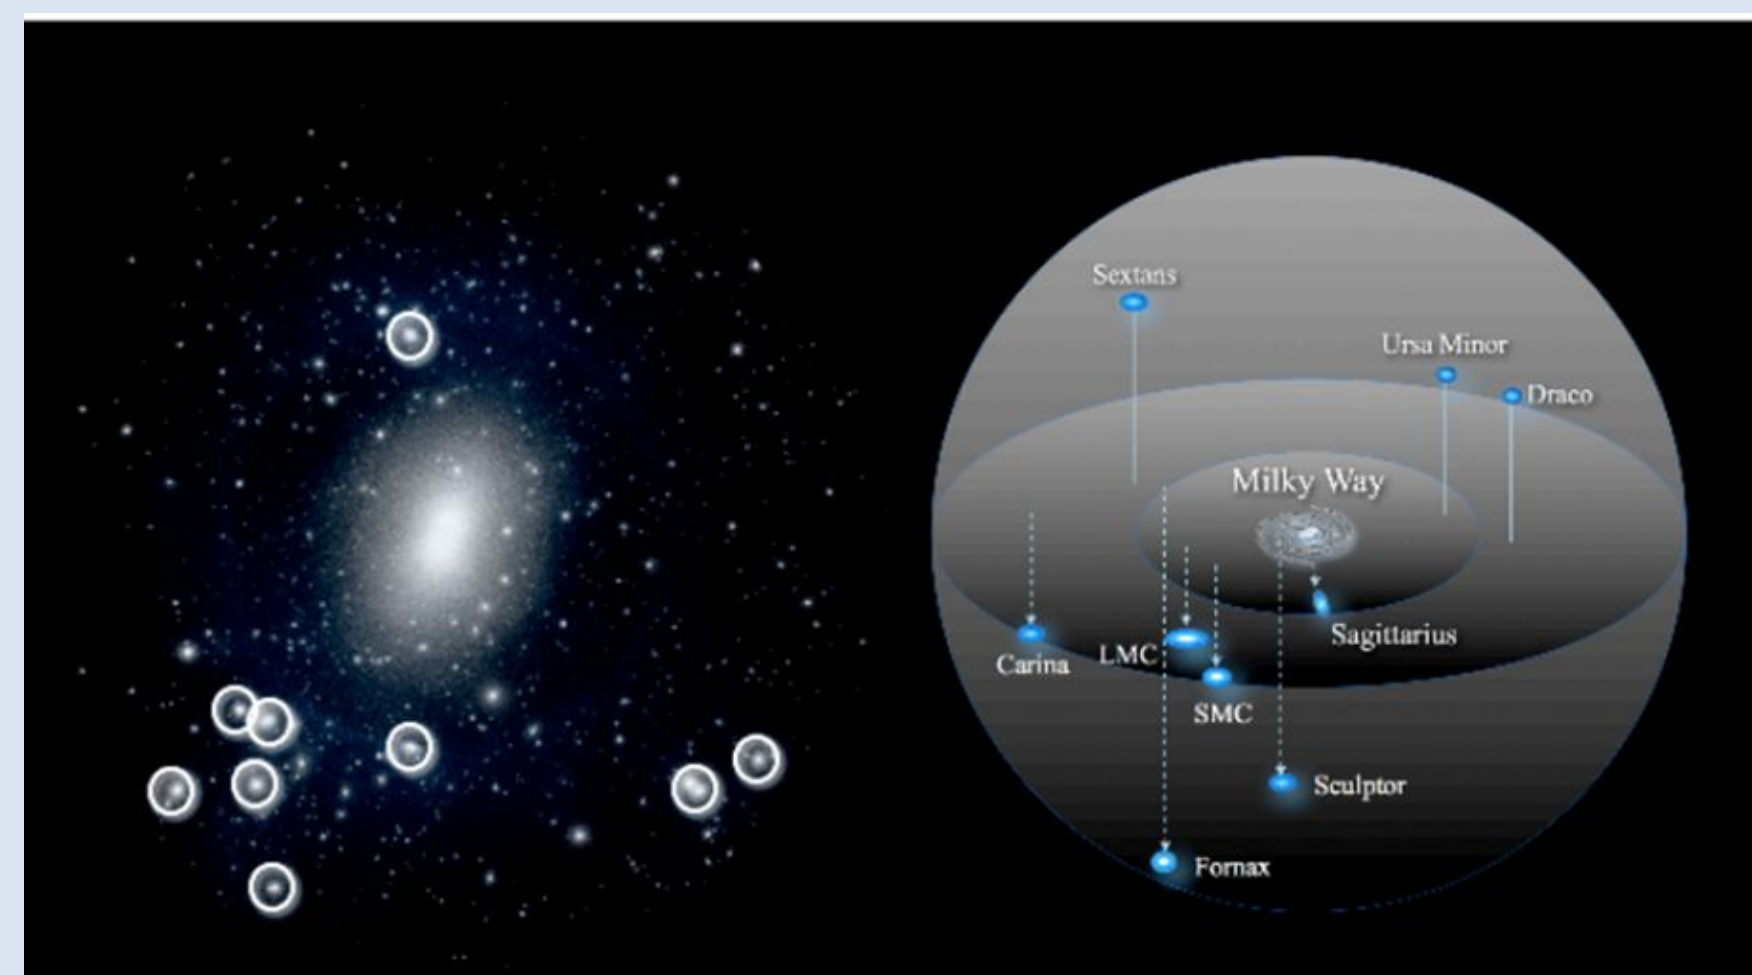 Sextans
Ursa Minor
Draco
Milky Way
Sagittarius
LMC
Carina
SMC
Sculptor
Fornax